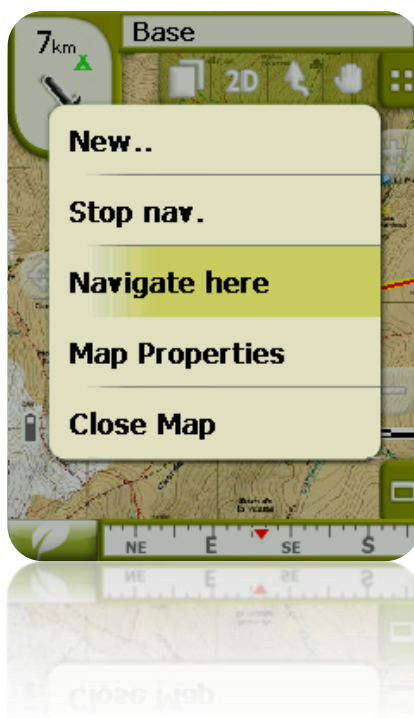 7km
Base
2D
New..
Stop nav.
Navigate here
Map Properties
Close Map
NE E SE S